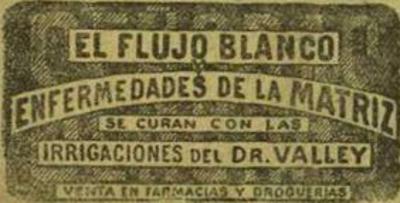 EL FLUJO BLANCO
Y
ENFERMEDADES DE LA MATRIZ
SE CURAN CON LAS
IRRIGACIONES DEL DR. VALLEY
VENTA EN FARMACIAS Y DROGUERIAS